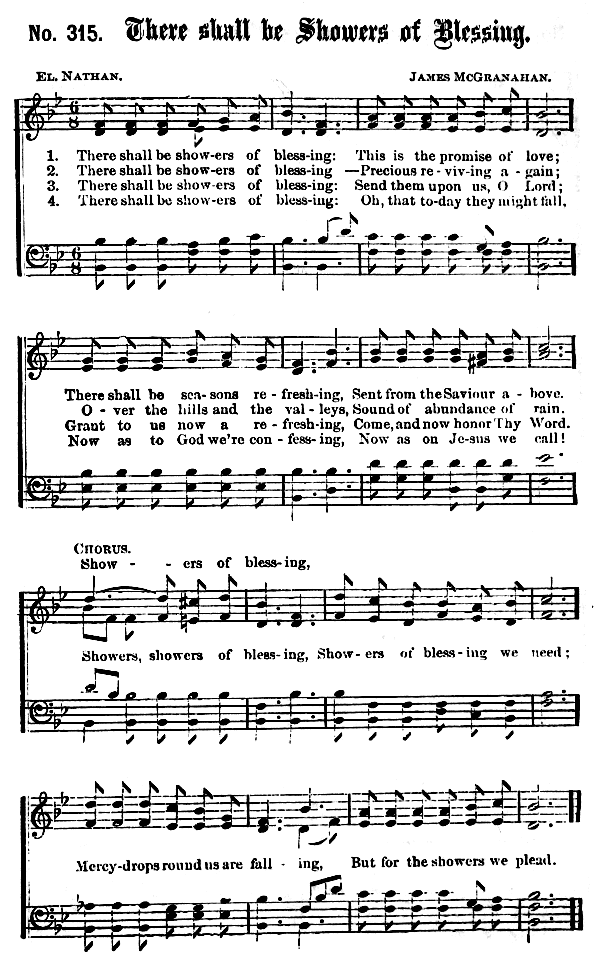 No. 315. There shall be Showers of Blessing.
EL. NATHAN. JAMES MCGRANAHAN.
1. There shall be show-ers of bless-ing: This is the promise of love;
2. There shall be show-ers of bless-ing —Precious re-viv-ing a-gain;
3. There shall be show-ers of bless-ing: Send them upon us, O Lord;
4. There shall be show-ers of bless-ing: Oh, that to-day they might fall,
There shall be sea-sons re-fresh-ing, Sent from the Saviour a-bove.
O-ver the hills and the val-leys, Sound of abundance of rain.
Grant to us now a re-fresh-ing, Come, and now honor Thy Word.
Now as to God we're con-fess-ing, Now as on Je-sus we call!
CHORUS.
Show - - ers of bless-ing,
Showers, showers of bless-ing, Show-ers of bless-ing we need;
Mercy-drops round us are fall - ing, But for the showers we plead.